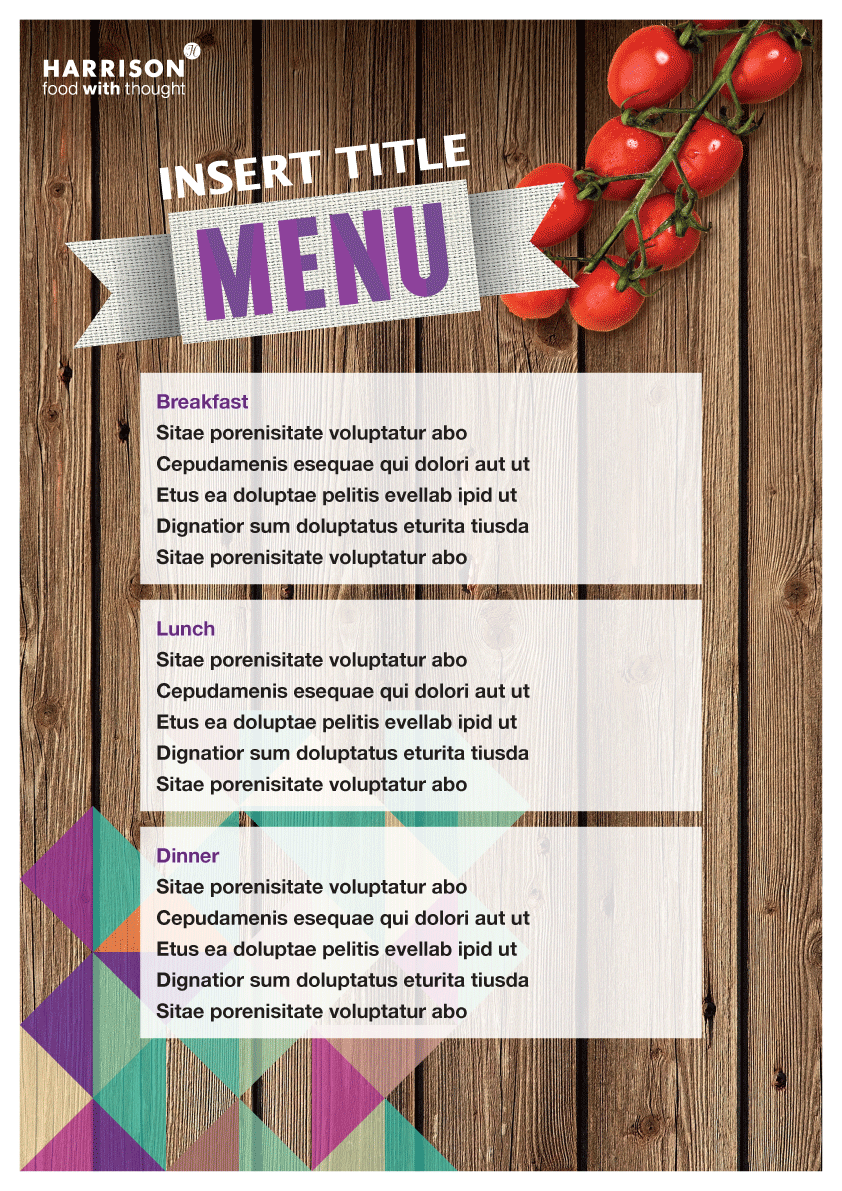 HARRISON
food with thought
INSERT TITLE
MENU
Breakfast
Sitae porenisitate voluptatur abo
Cepudamenis esequae qui dolori aut ut
Etus ea doluptae pelitis evellab ipid ut
Dignatior sum doluptatus eturita tiusda
Sitae porenisitate voluptatur abo
Lunch
Sitae porenisitate voluptatur abo
Cepudamenis esequae qui dolori aut ut
Etus ea doluptae pelitis evellab ipid ut
Dignatior sum doluptatus eturita tiusda
Sitae porenisitate voluptatur abo
Dinner
Sitae porenisitate voluptatur abo
Cepudamenis esequae qui dolori aut ut
Etus ea doluptae pelitis evellab ipid ut
Dignatior sum doluptatus eturita tiusda
Sitae porenisitate voluptatur abo